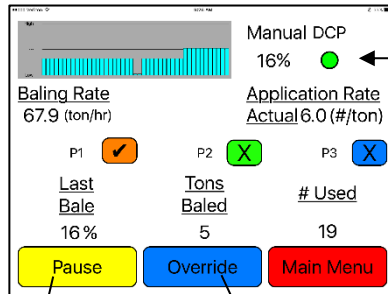 Manual DCP
16%
Baling Rate
67.9 (ton/hr)
Application Rate
Actual 6.0 (#/ton)
P1 ✔ P2 X P3 X
Last Bale
16%
Tons Baled
5
# Used
19
Pause Override Main Menu